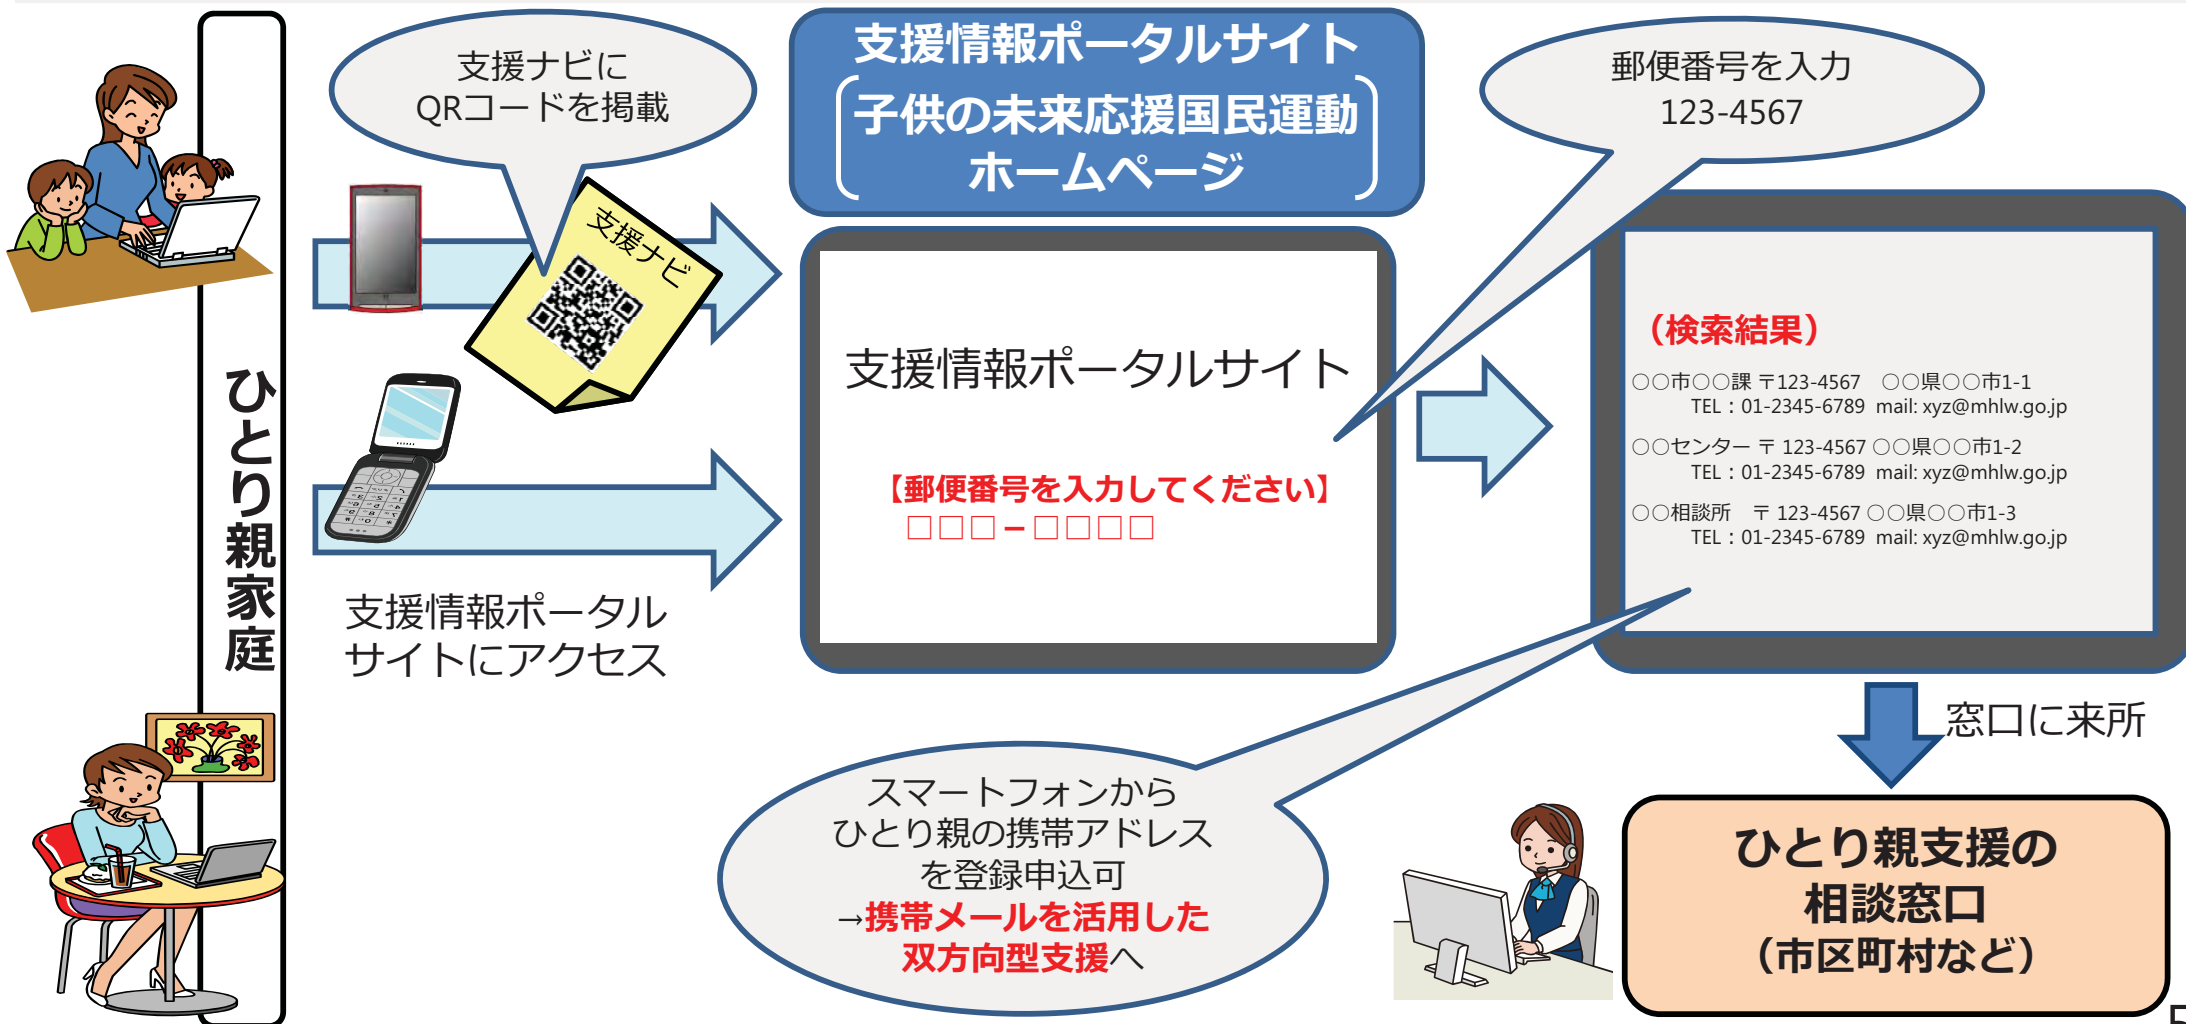 ひとり親家庭
支援ナビに
QRコードを掲載
支援ナビ
支援情報ポータル
サイトにアクセス
支援情報ポータルサイト
子供の未来応援国民運動
ホームページ
支援情報ポータルサイト
【郵便番号を入力してください】
□□□－□□□□
郵便番号を入力
123-4567
（検索結果）
○○市○○課 〒123-4567　○○県○○市1-1
TEL：01-2345-6789 mail: xyz@mhlw.go.jp
○○センター 〒 123-4567 ○○県○○市1-2
TEL：01-2345-6789 mail: xyz@mhlw.go.jp
○○相談所　〒 123-4567 ○○県○○市1-3
TEL：01-2345-6789 mail: xyz@mhlw.go.jp
窓口に来所
スマートフォンから
ひとり親の携帯アドレス
を登録申込可
→携帯メールを活用した
双方向型支援へ
ひとり親支援の
相談窓口
（市区町村など）